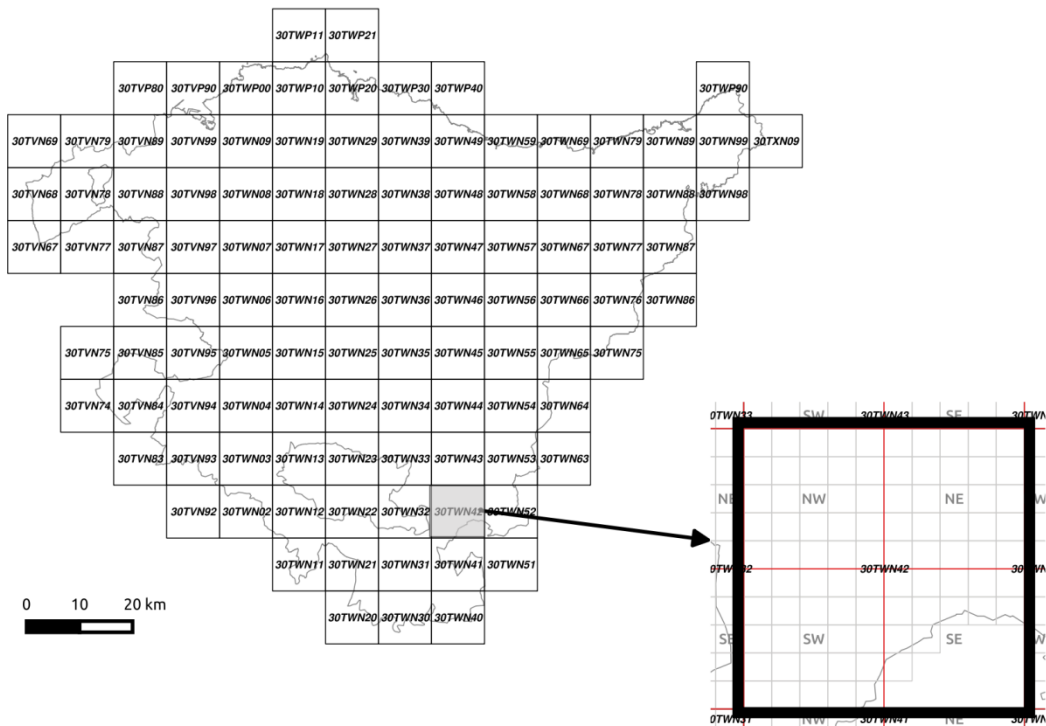 30TWP11 30TWP21
30TVP80 30TVP90 30TWP00 30TWP10 30TWP20 30TWP30 30TWP40 30TWP90
30TVN69 30TVN79 30TVN89 30TVN99 30TWN09 30TWN19 30TWN29 30TWN39 30TWN49 30TWN59 30TWN69 30TWN79 30TWN89 30TWN99 30TXN09
30TVN68 30TVN78 30TVN88 30TVN98 30TWN08 30TWN18 30TWN28 30TWN38 30TWN48 30TWN58 30TWN68 30TWN78 30TWN88 30TWN98
30TVN67 30TVN77 30TVN87 30TVN97 30TWN07 30TWN17 30TWN27 30TWN37 30TWN47 30TWN57 30TWN67 30TWN77 30TWN87
30TVN86 30TVN96 30TWN06 30TWN16 30TWN26 30TWN36 30TWN46 30TWN56 30TWN66 30TWN76 30TWN86
30TVN75 30TVN85 30TVN95 30TWN05 30TWN15 30TWN25 30TWN35 30TWN45 30TWN55 30TWN65 30TWN75
30TVN74 30TVN84 30TVN94 30TWN04 30TWN14 30TWN24 30TWN34 30TWN44 30TWN54 30TWN64
30TVN83 30TVN93 30TWN03 30TWN13 30TWN23 30TWN33 30TWN43 30TWN53 30TWN63
30TVN92 30TWN02 30TWN12 30TWN22 30TWN32 30TWN42 30TWN52
30TWN11 30TWN21 30TWN31 30TWN41 30TWN51
30TWN20 30TWN30 30TWN40
0 10 20 km
0TWN33 SW 30TWN43 SE 30TWN
NE NW NE
30TWN42
SW SE
NW 30TWN41 NE